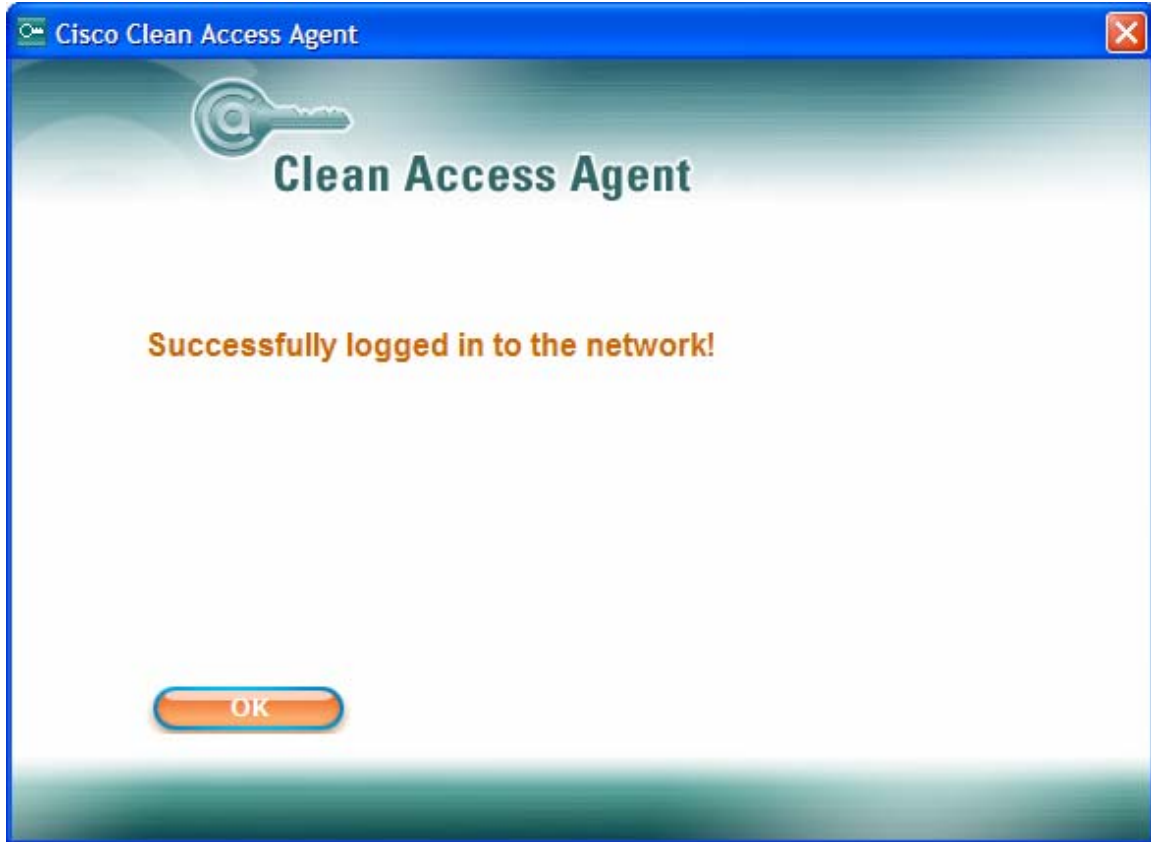 Cisco Clean Access Agent
Clean Access Agent
Successfully logged in to the network!
OK